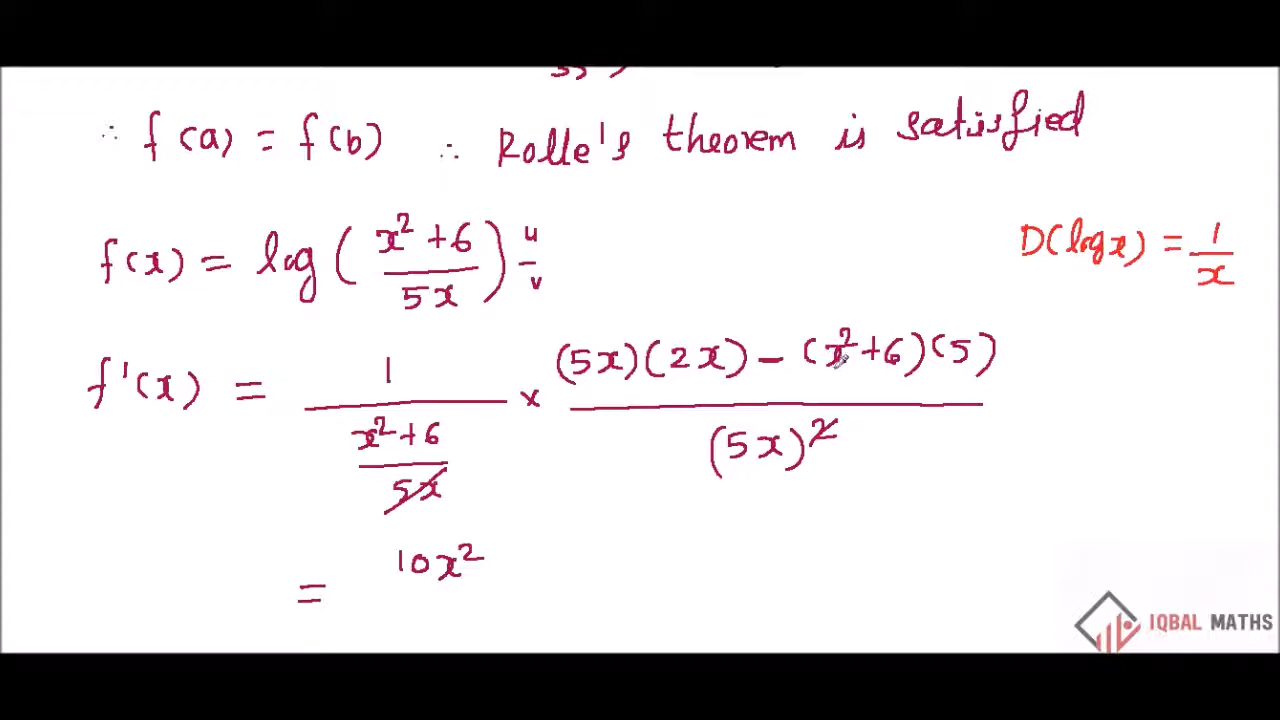 ∴ f(a) = f(b) ∴ Rolle's theorem is satisfied
f(x) = log ( (x² + 6) / (5x) ) u/v
D(log x) = 1/x
f'(x) = 1 / ((x² + 6) / (5x)) × ((5x)(2x) − (x² + 6)(5)) / (5x)²
= 10x²
IQBAL MATHS